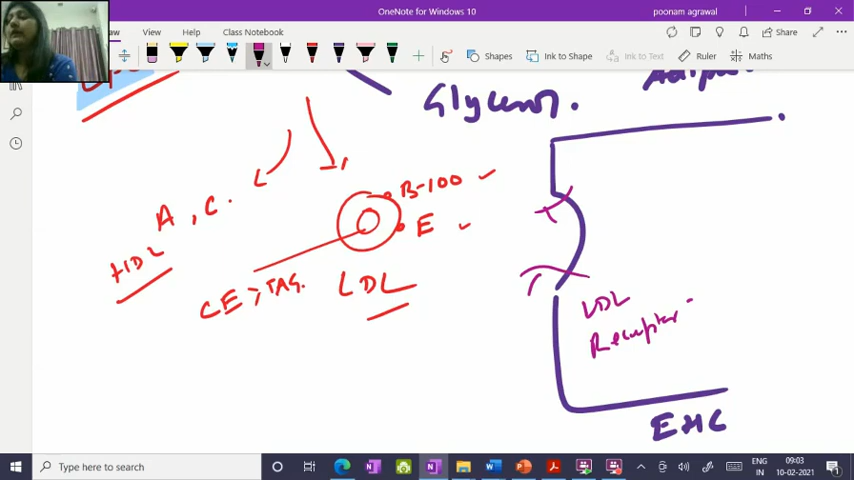 OneNote for Windows 10
poonam agrawal
raw View Help Class Notebook
Share
Shapes Ink to Shape Ink to Text Ruler Maths
Glycerol.
B-100
E
A, C.
HDL
CE > TAG.
LDL
LDL
Receptor
EHC
Type here to search
ENG
IN
09:03
10-02-2021